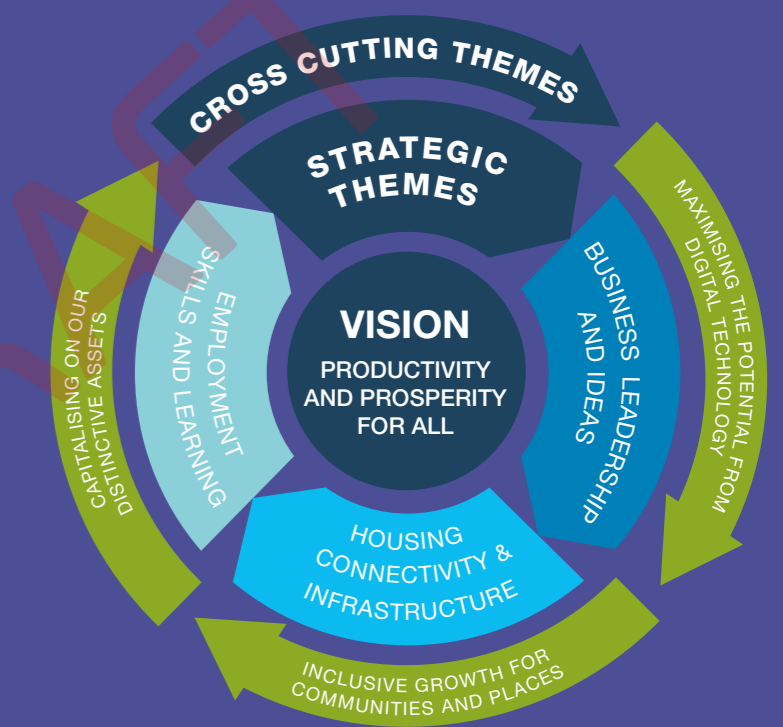 CROSS CUTTING THEMES
STRATEGIC
THEMES
MAXIMISING THE POTENTIAL FROM
DIGITAL TECHNOLOGY
BUSINESS LEADERSHIP
AND IDEAS
VISION
PRODUCTIVITY
AND PROSPERITY
FOR ALL
EMPLOYMENT
SKILLS AND LEARNING
CAPITALISING ON OUR
DISTINCTIVE ASSETS
HOUSING
CONNECTIVITY &
INFRASTRUCTURE
INCLUSIVE GROWTH FOR
COMMUNITIES AND PLACES